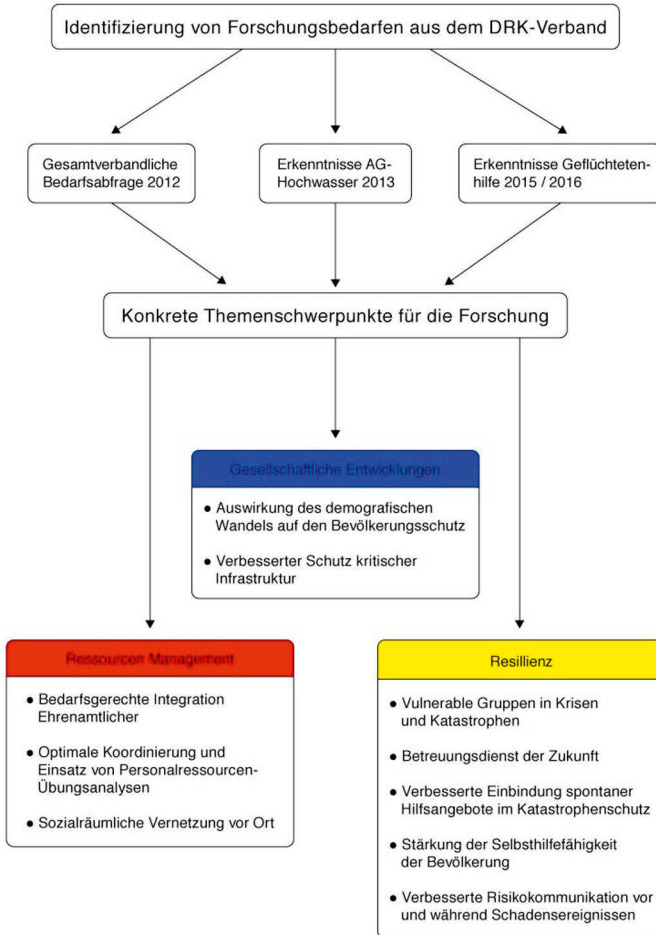 Identifizierung von Forschungsbedarfen aus dem DRK-Verband
Gesamtverbandliche
Bedarfsabfrage 2012
Erkenntnisse AG-
Hochwasser 2013
Erkenntnisse Geflüchteten-
hilfe 2015 / 2016
Konkrete Themenschwerpunkte für die Forschung
Gesellschaftliche Entwicklungen
● Auswirkung des demografischen
Wandels auf den Bevölkerungsschutz
● Verbesserter Schutz kritischer
Infrastruktur
Ressourcen Management
● Bedarfsgerechte Integration
Ehrenamtlicher
● Optimale Koordinierung und
Einsatz von Personalressourcen-
Übungsanalysen
● Sozialräumliche Vernetzung vor Ort
Resillienz
● Vulnerable Gruppen in Krisen
und Katastrophen
● Betreuungsdienst der Zukunft
● Verbesserte Einbindung spontaner
Hilfsangebote im Katastrophenschutz
● Stärkung der Selbsthilfefähigkeit
der Bevölkerung
● Verbesserte Risikokommunikation vor
und während Schadensereignissen